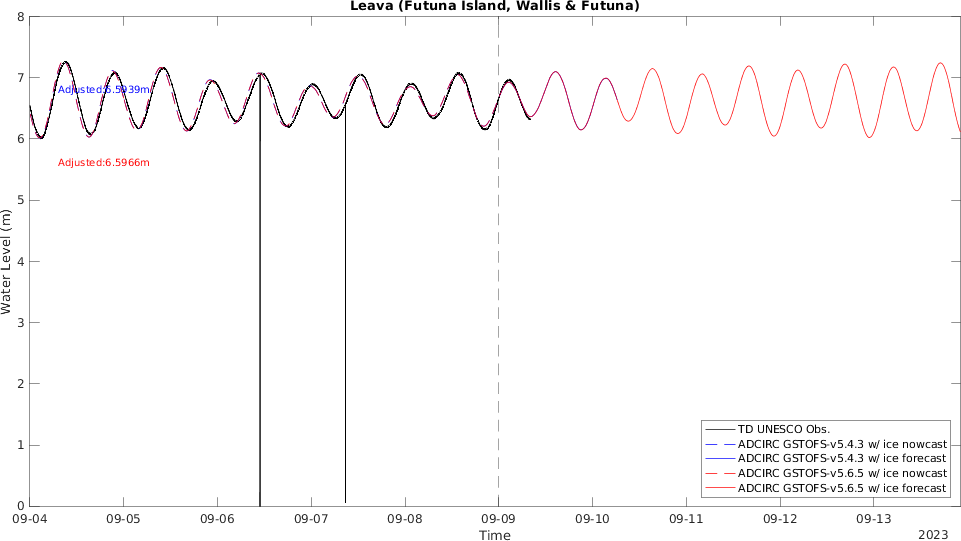 Leava (Futuna Island, Wallis & Futuna)
8
7
6
5
4
3
2
1
0
Water Level (m)
Adjusted:6.5939m
Adjusted:6.5966m
TD UNESCO Obs.
ADCIRC GSTOFS-v5.4.3 w/ ice nowcast
ADCIRC GSTOFS-v5.4.3 w/ ice forecast
ADCIRC GSTOFS-v5.6.5 w/ ice nowcast
ADCIRC GSTOFS-v5.6.5 w/ ice forecast
09-04 09-05 09-06 09-07 09-08 09-09 09-10 09-11 09-12 09-13
Time
2023